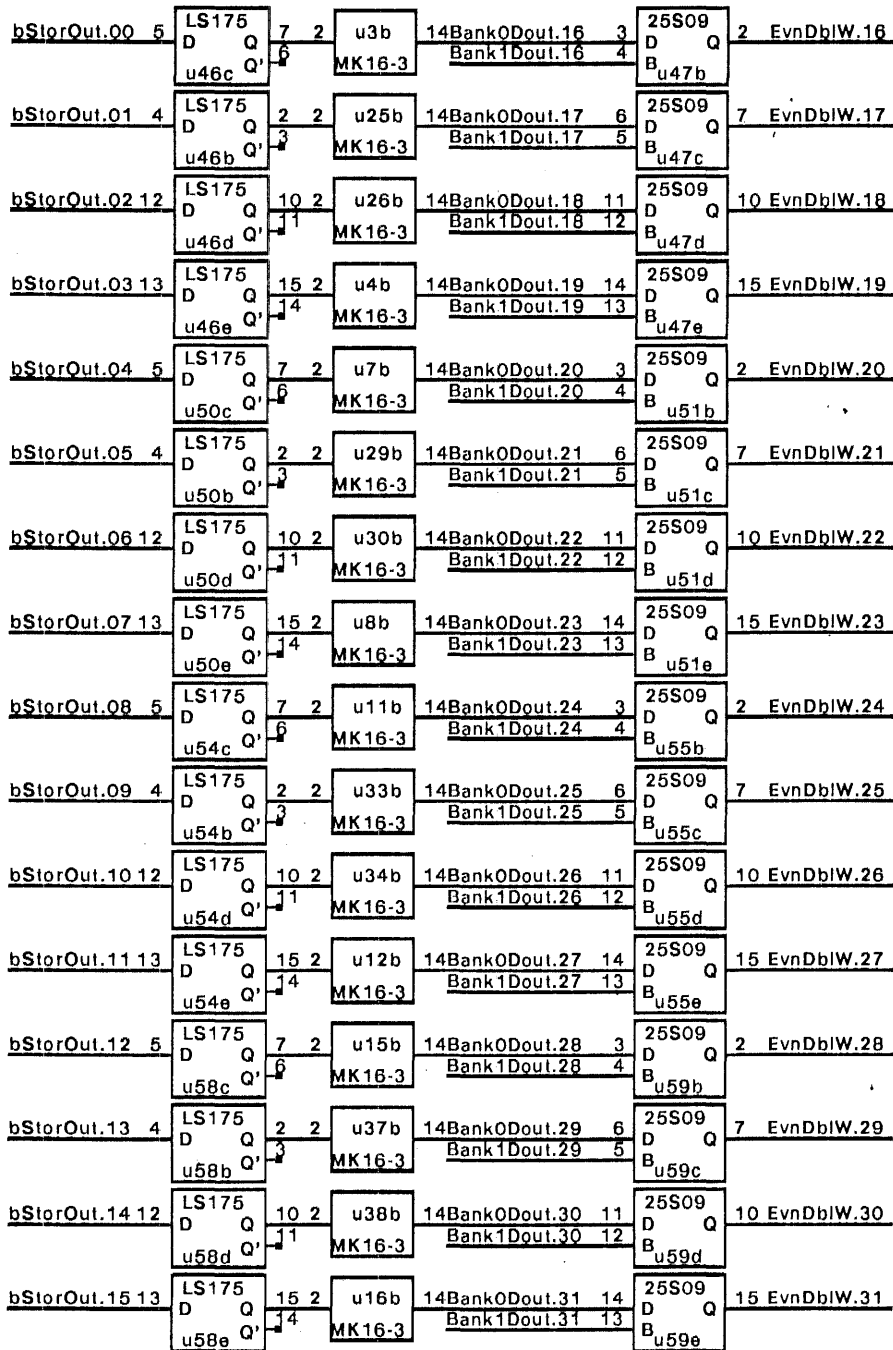 LS175 25S09
bStorOut.00 5 D Q 7 2 u3b 14Bank0Dout.16 3 D Q 2 EvnDblW.16
6 Bank1Dout.16 4
u46c Q' MK16-3 B u47b
LS175 25S09
bStorOut.01 4 D Q 2 2 u25b 14Bank0Dout.17 6 D Q 7 EvnDblW.17
3 Bank1Dout.17 5
u46b Q' MK16-3 B u47c
LS175 25S09
bStorOut.02 12 D Q 10 2 u26b 14Bank0Dout.18 11 D Q 10 EvnDblW.18
11 Bank1Dout.18 12
u46d Q' MK16-3 B u47d
LS175 25S09
bStorOut.03 13 D Q 15 2 u4b 14Bank0Dout.19 14 D Q 15 EvnDblW.19
14 Bank1Dout.19 13
u46e Q' MK16-3 B u47e
LS175 25S09
bStorOut.04 5 D Q 7 2 u7b 14Bank0Dout.20 3 D Q 2 EvnDblW.20
6 Bank1Dout.20 4
u50c Q' MK16-3 B u51b
LS175 25S09
bStorOut.05 4 D Q 2 2 u29b 14Bank0Dout.21 6 D Q 7 EvnDblW.21
3 Bank1Dout.21 5
u50b Q' MK16-3 B u51c
LS175 25S09
bStorOut.06 12 D Q 10 2 u30b 14Bank0Dout.22 11 D Q 10 EvnDblW.22
11 Bank1Dout.22 12
u50d Q' MK16-3 B u51d
LS175 25S09
bStorOut.07 13 D Q 15 2 u8b 14Bank0Dout.23 14 D Q 15 EvnDblW.23
14 Bank1Dout.23 13
u50e Q' MK16-3 B u51e
LS175 25S09
bStorOut.08 5 D Q 7 2 u11b 14Bank0Dout.24 3 D Q 2 EvnDblW.24
6 Bank1Dout.24 4
u54c Q' MK16-3 B u55b
LS175 25S09
bStorOut.09 4 D Q 2 2 u33b 14Bank0Dout.25 6 D Q 7 EvnDblW.25
3 Bank1Dout.25 5
u54b Q' MK16-3 B u55c
LS175 25S09
bStorOut.10 12 D Q 10 2 u34b 14Bank0Dout.26 11 D Q 10 EvnDblW.26
11 Bank1Dout.26 12
u54d Q' MK16-3 B u55d
LS175 25S09
bStorOut.11 13 D Q 15 2 u12b 14Bank0Dout.27 14 D Q 15 EvnDblW.27
14 Bank1Dout.27 13
u54e Q' MK16-3 B u55e
LS175 25S09
bStorOut.12 5 D Q 7 2 u15b 14Bank0Dout.28 3 D Q 2 EvnDblW.28
6 Bank1Dout.28 4
u58c Q' MK16-3 B u59b
LS175 25S09
bStorOut.13 4 D Q 2 2 u37b 14Bank0Dout.29 6 D Q 7 EvnDblW.29
3 Bank1Dout.29 5
u58b Q' MK16-3 B u59c
LS175 25S09
bStorOut.14 12 D Q 10 2 u38b 14Bank0Dout.30 11 D Q 10 EvnDblW.30
11 Bank1Dout.30 12
u58d Q' MK16-3 B u59d
LS175 25S09
bStorOut.15 13 D Q 15 2 u16b 14Bank0Dout.31 14 D Q 15 EvnDblW.31
14 Bank1Dout.31 13
u58e Q' MK16-3 B u59e